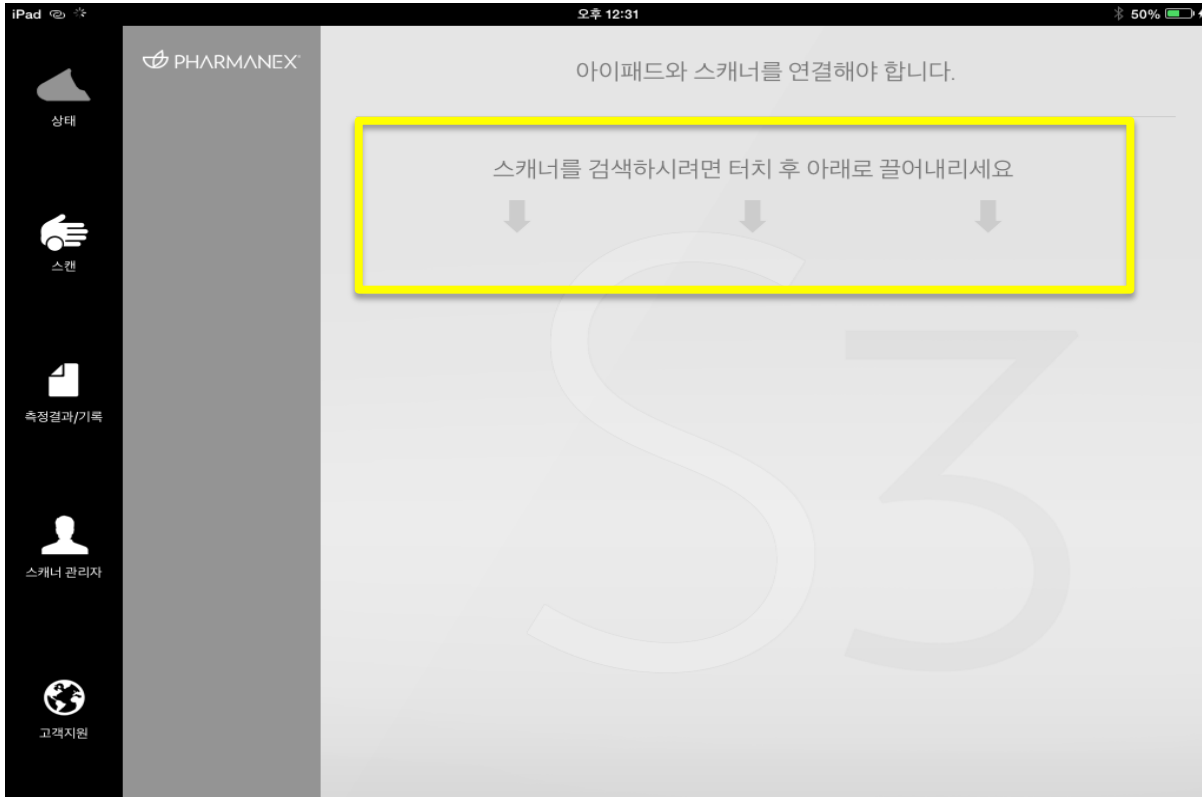 iPad 오후 12:31 50%
PHARMANEX
아이패드와 스캐너를 연결해야 합니다.
상태
스캐너를 검색하시려면 터치 후 아래로 끌어내리세요
스캔
측정결과/기록
스캐너 관리자
고객지원
S3